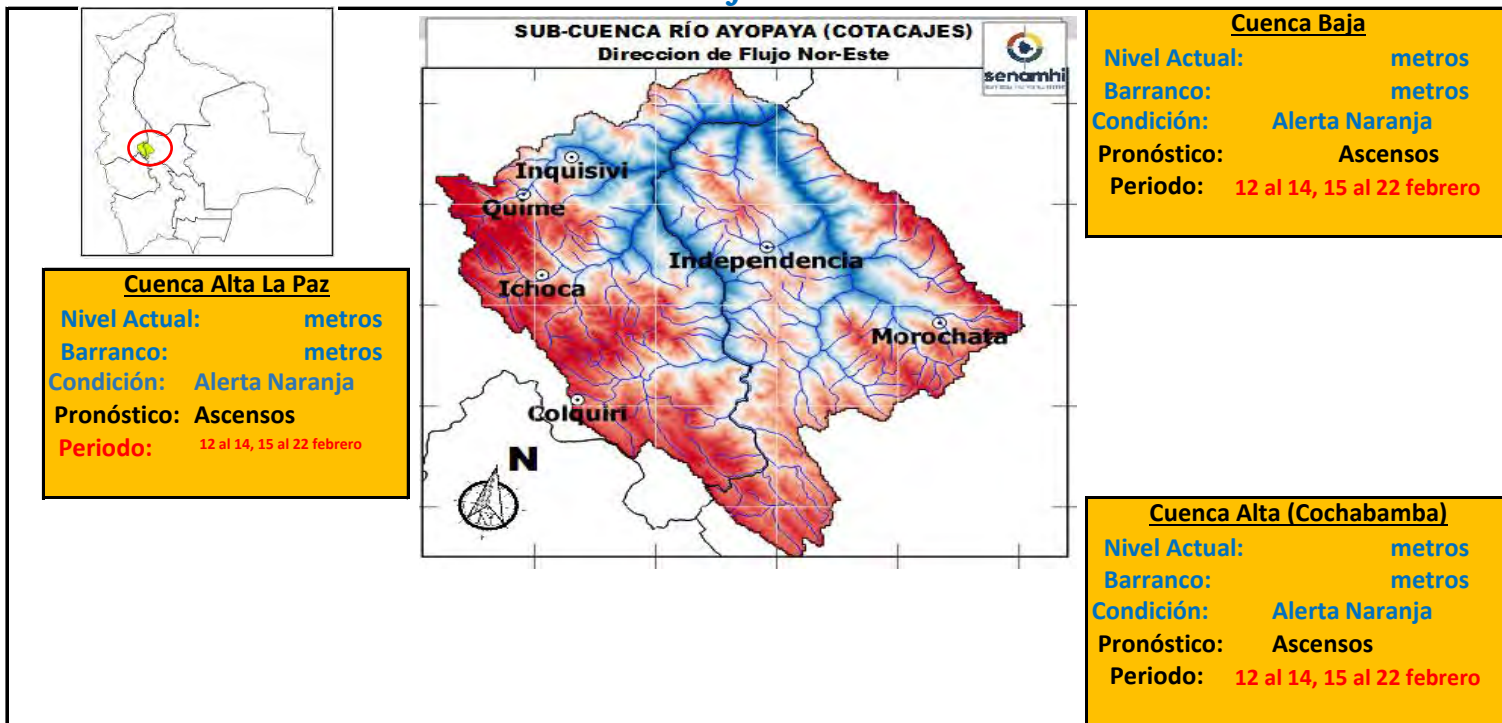 SUB-CUENCA RÍO AYOPAYA (COTACAJES)
Direccion de Flujo Nor-Este
senamhi
Inquisivi
Quime
Independencia
Ichoca
Morochata
Colquiri
N
Cuenca Baja
Nivel Actual: metros
Barranco: metros
Condición: Alerta Naranja
Pronóstico: Ascensos
Periodo: 12 al 14, 15 al 22 febrero
Cuenca Alta La Paz
Nivel Actual: metros
Barranco: metros
Condición: Alerta Naranja
Pronóstico: Ascensos
Periodo: 12 al 14, 15 al 22 febrero
Cuenca Alta (Cochabamba)
Nivel Actual: metros
Barranco: metros
Condición: Alerta Naranja
Pronóstico: Ascensos
Periodo: 12 al 14, 15 al 22 febrero